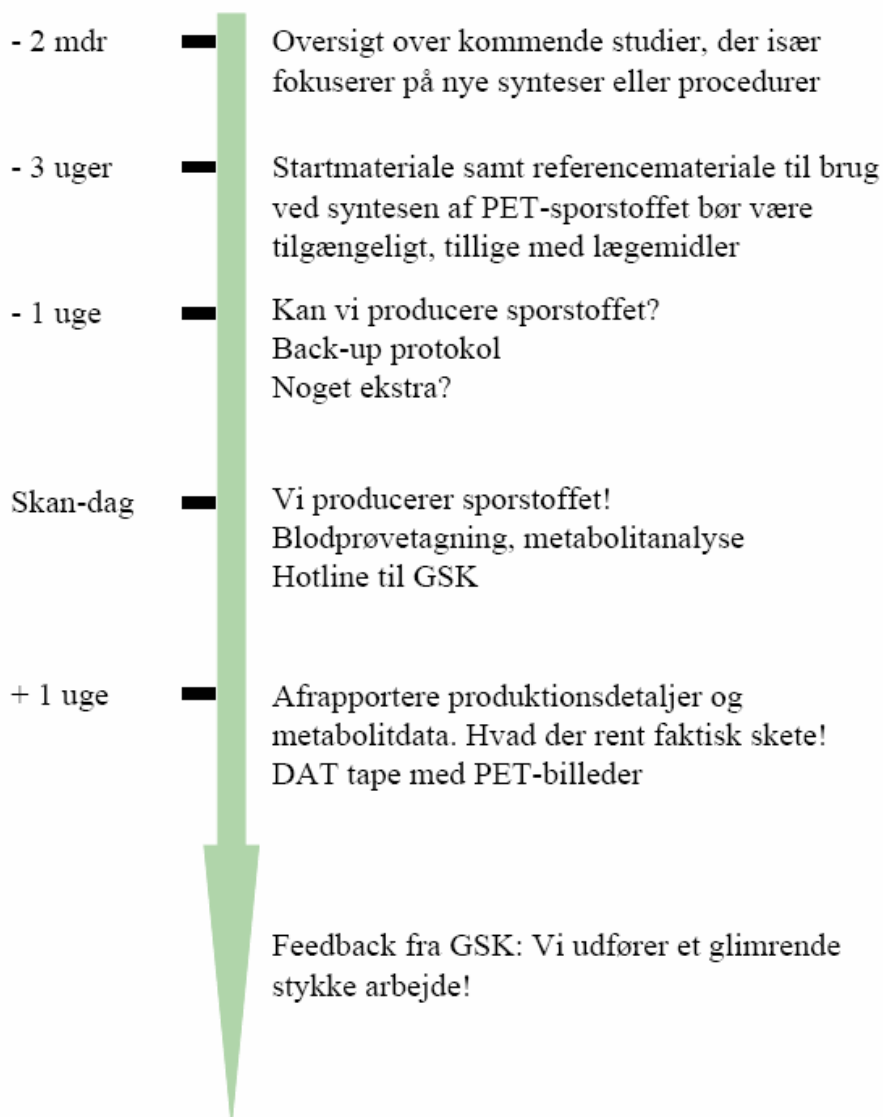 - 2 mdr
Oversigt over kommende studier, der især
fokuserer på nye synteser eller procedurer
- 3 uger
Startmateriale samt referencemateriale til brug
ved syntesen af PET-sporstoffet bør være
tilgængeligt, tillige med lægemidler
- 1 uge
Kan vi producere sporstoffet?
Back-up protokol
Noget ekstra?
Skan-dag
Vi producerer sporstoffet!
Blodprøvetagning, metabolitanalyse
Hotline til GSK
+ 1 uge
Afrapportere produktionsdetaljer og
metabolitdata. Hvad der rent faktisk skete!
DAT tape med PET-billeder
Feedback fra GSK: Vi udfører et glimrende
stykke arbejde!